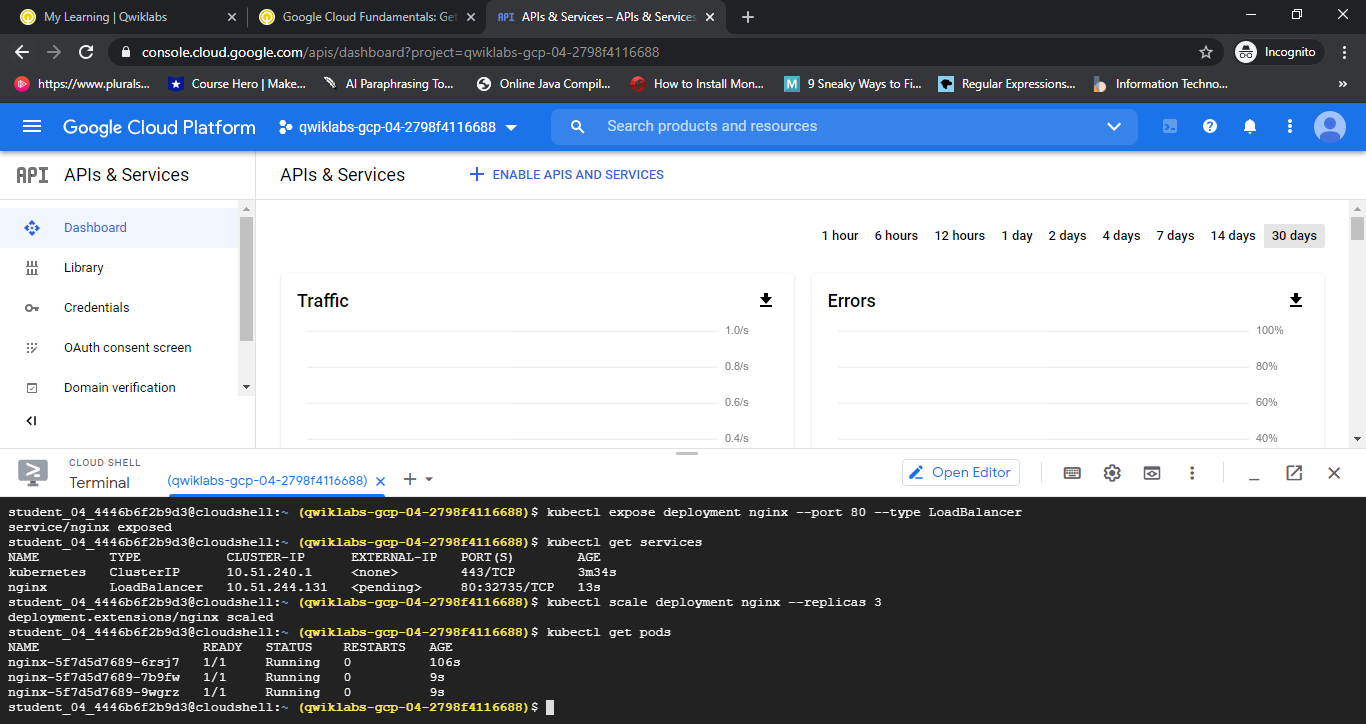 My Learning | Qwiklabs
Google Cloud Fundamentals: Get
APIs & Services – APIs & Services
console.cloud.google.com/apis/dashboard?project=qwiklabs-gcp-04-2798f4116688
Incognito
https://www.plurals...
Course Hero | Make...
AI Paraphrasing To...
Online Java Compil...
How to Install Mon...
9 Sneaky Ways to Fi...
Regular Expressions...
Information Techno...
»
Google Cloud Platform
qwiklabs-gcp-04-2798f4116688
Search products and resources
API APIs & Services
APIs & Services
ENABLE APIS AND SERVICES
Dashboard
Library
Credentials
OAuth consent screen
Domain verification
1 hour 6 hours 12 hours 1 day 2 days 4 days 7 days 14 days 30 days
Traffic
1.0/s
0.8/s
0.6/s
0.4/s
Errors
100%
80%
60%
40%
CLOUD SHELL
Terminal
(qwiklabs-gcp-04-2798f4116688)
Open Editor
student_04_4446b6f2b9d3@cloudshell:~ (qwiklabs-gcp-04-2798f4116688)$ kubectl expose deployment nginx --port 80 --type LoadBalancer
service/nginx exposed
student_04_4446b6f2b9d3@cloudshell:~ (qwiklabs-gcp-04-2798f4116688)$ kubectl get services
NAME TYPE CLUSTER-IP EXTERNAL-IP PORT(S) AGE
kubernetes ClusterIP 10.51.240.1 <none> 443/TCP 3m34s
nginx LoadBalancer 10.51.244.131 <pending> 80:32735/TCP 13s
student_04_4446b6f2b9d3@cloudshell:~ (qwiklabs-gcp-04-2798f4116688)$ kubectl scale deployment nginx --replicas 3
deployment.extensions/nginx scaled
student_04_4446b6f2b9d3@cloudshell:~ (qwiklabs-gcp-04-2798f4116688)$ kubectl get pods
NAME READY STATUS RESTARTS AGE
nginx-5f7d5d7689-6rsj7 1/1 Running 0 106s
nginx-5f7d5d7689-7b9fw 1/1 Running 0 9s
nginx-5f7d5d7689-9wgrz 1/1 Running 0 9s
student_04_4446b6f2b9d3@cloudshell:~ (qwiklabs-gcp-04-2798f4116688)$